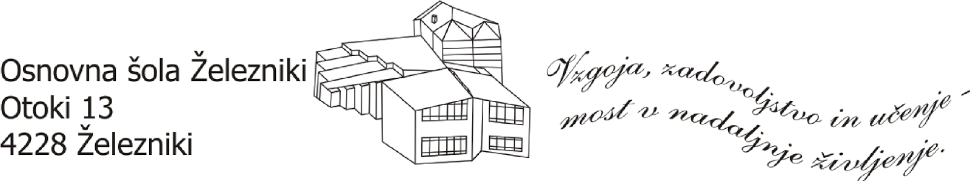 Osnovna šola Železniki
Otoki 13
4228 Železniki
Vzgoja, zadovoljstvo in učenje -
most v nadaljnje življenje.